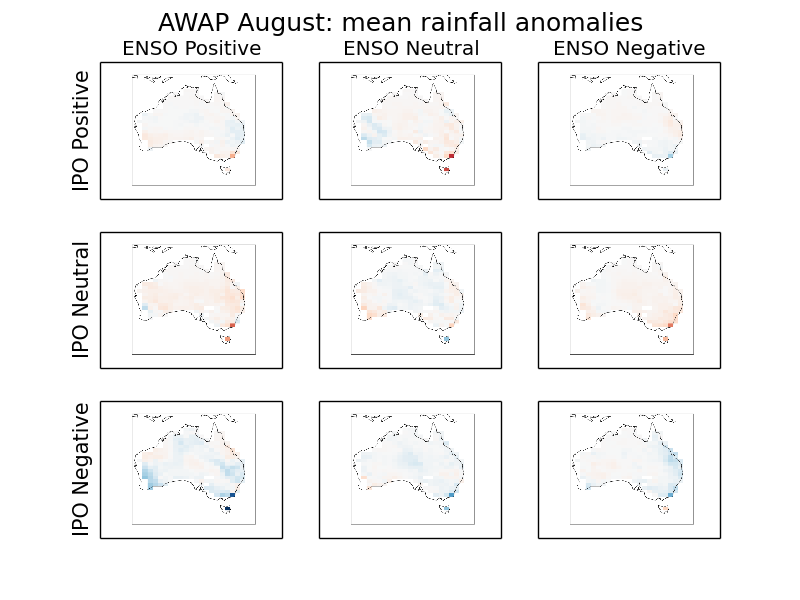 AWAP August: mean rainfall anomalies
ENSO Positive ENSO Neutral ENSO Negative
IPO Positive
IPO Neutral
IPO Negative